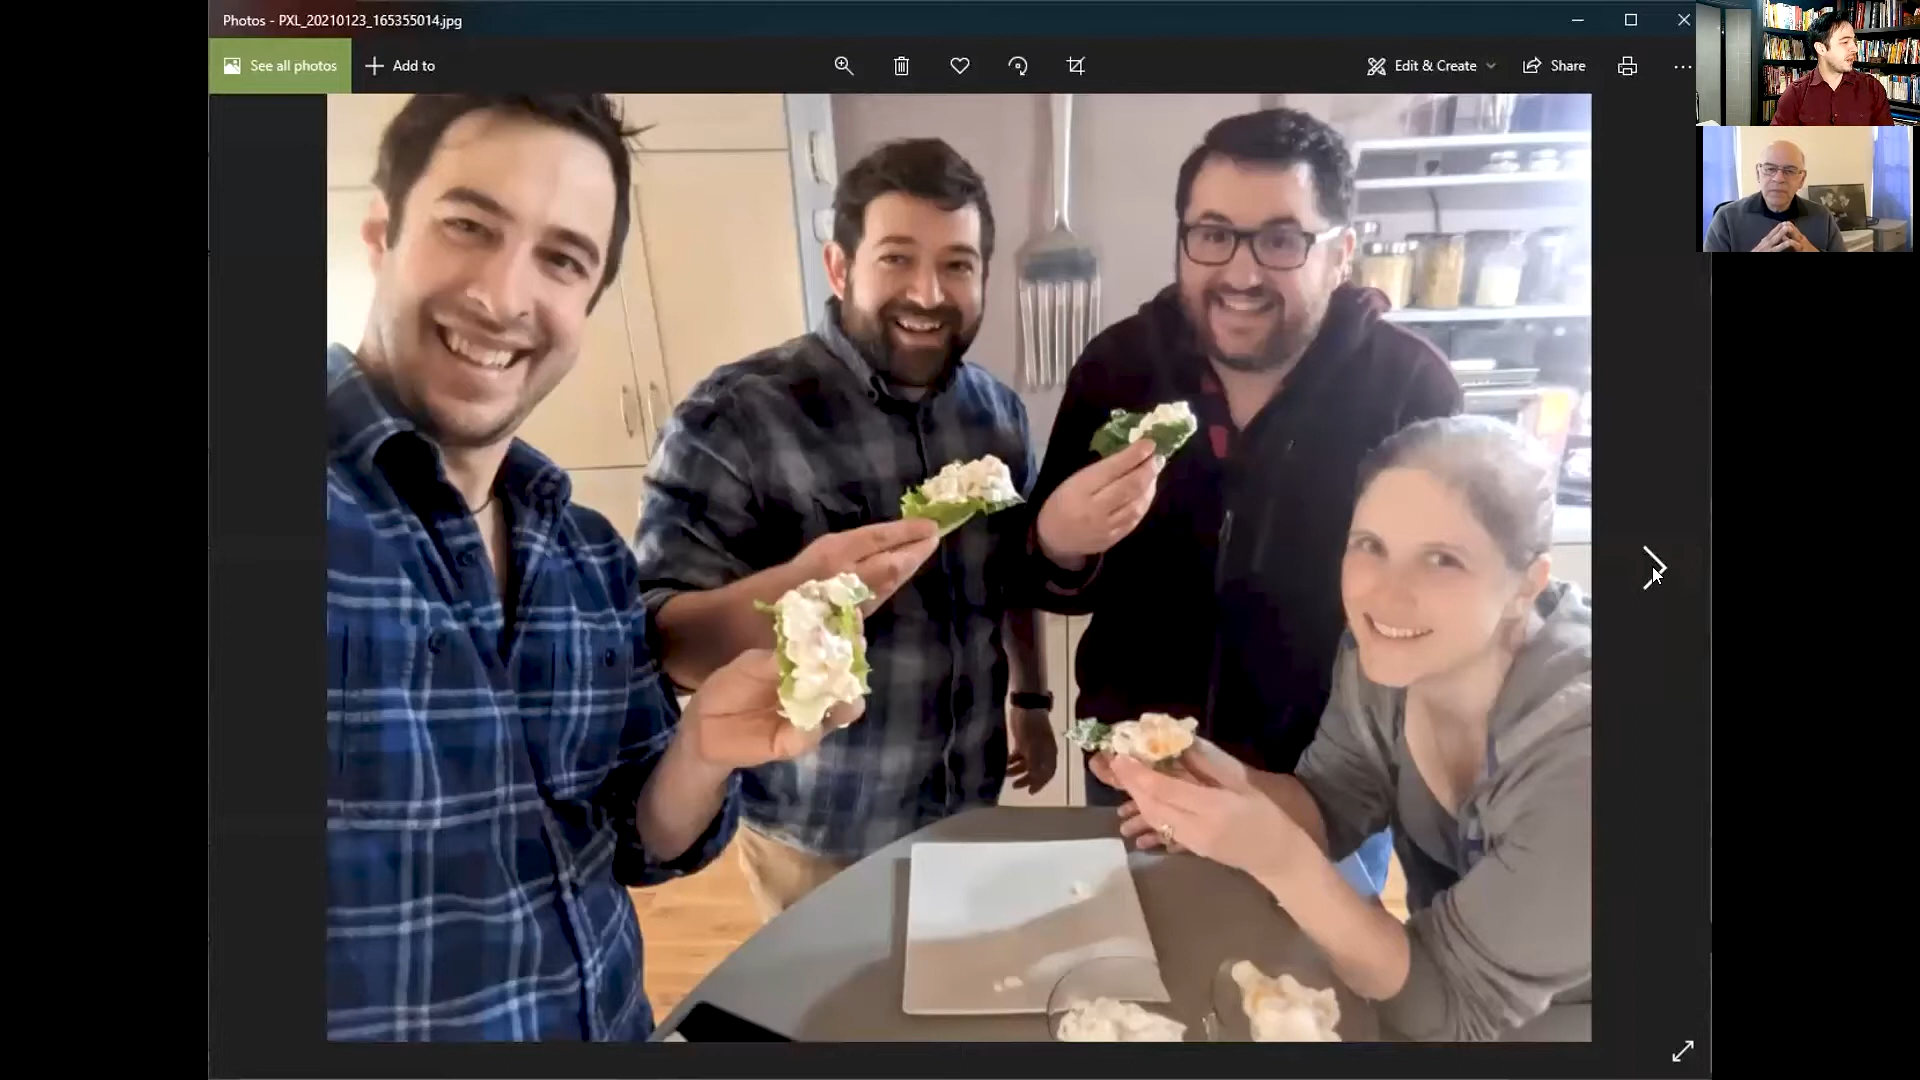 Photos - PXL_20210123_165355014.jpg
See all photos
Add to
Edit & Create
Share